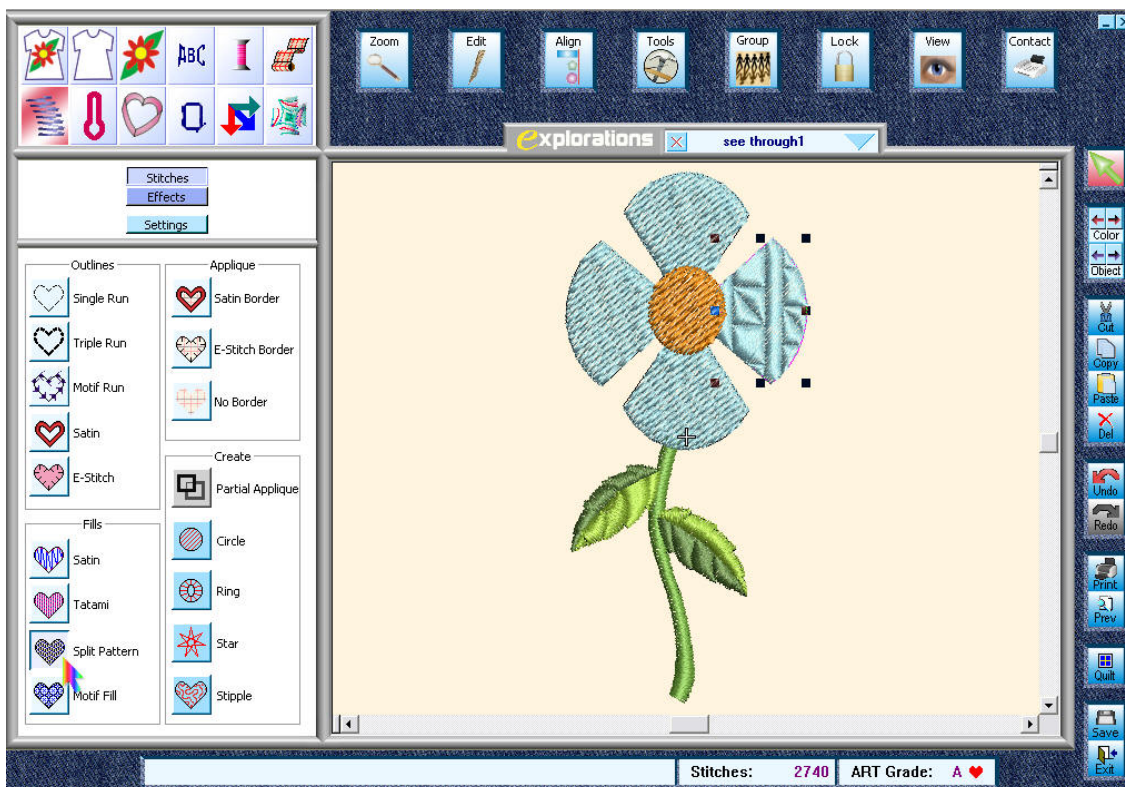 ABC
Zoom
Edit
Align
Tools
Group
Lock
View
Contact
explorations
see through1
Stitches
Effects
Settings
Outlines
Single Run
Triple Run
Motif Run
Satin
E-Stitch
Fills
Satin
Tatami
Split Pattern
Motif Fill
Applique
Satin Border
E-Stitch Border
No Border
Create
Partial Applique
Circle
Ring
Star
Stipple
Color
Object
Cut
Copy
Paste
Del
Undo
Redo
Print
Prev
Quilt
Save
Exit
Stitches: 2740 ART Grade: A